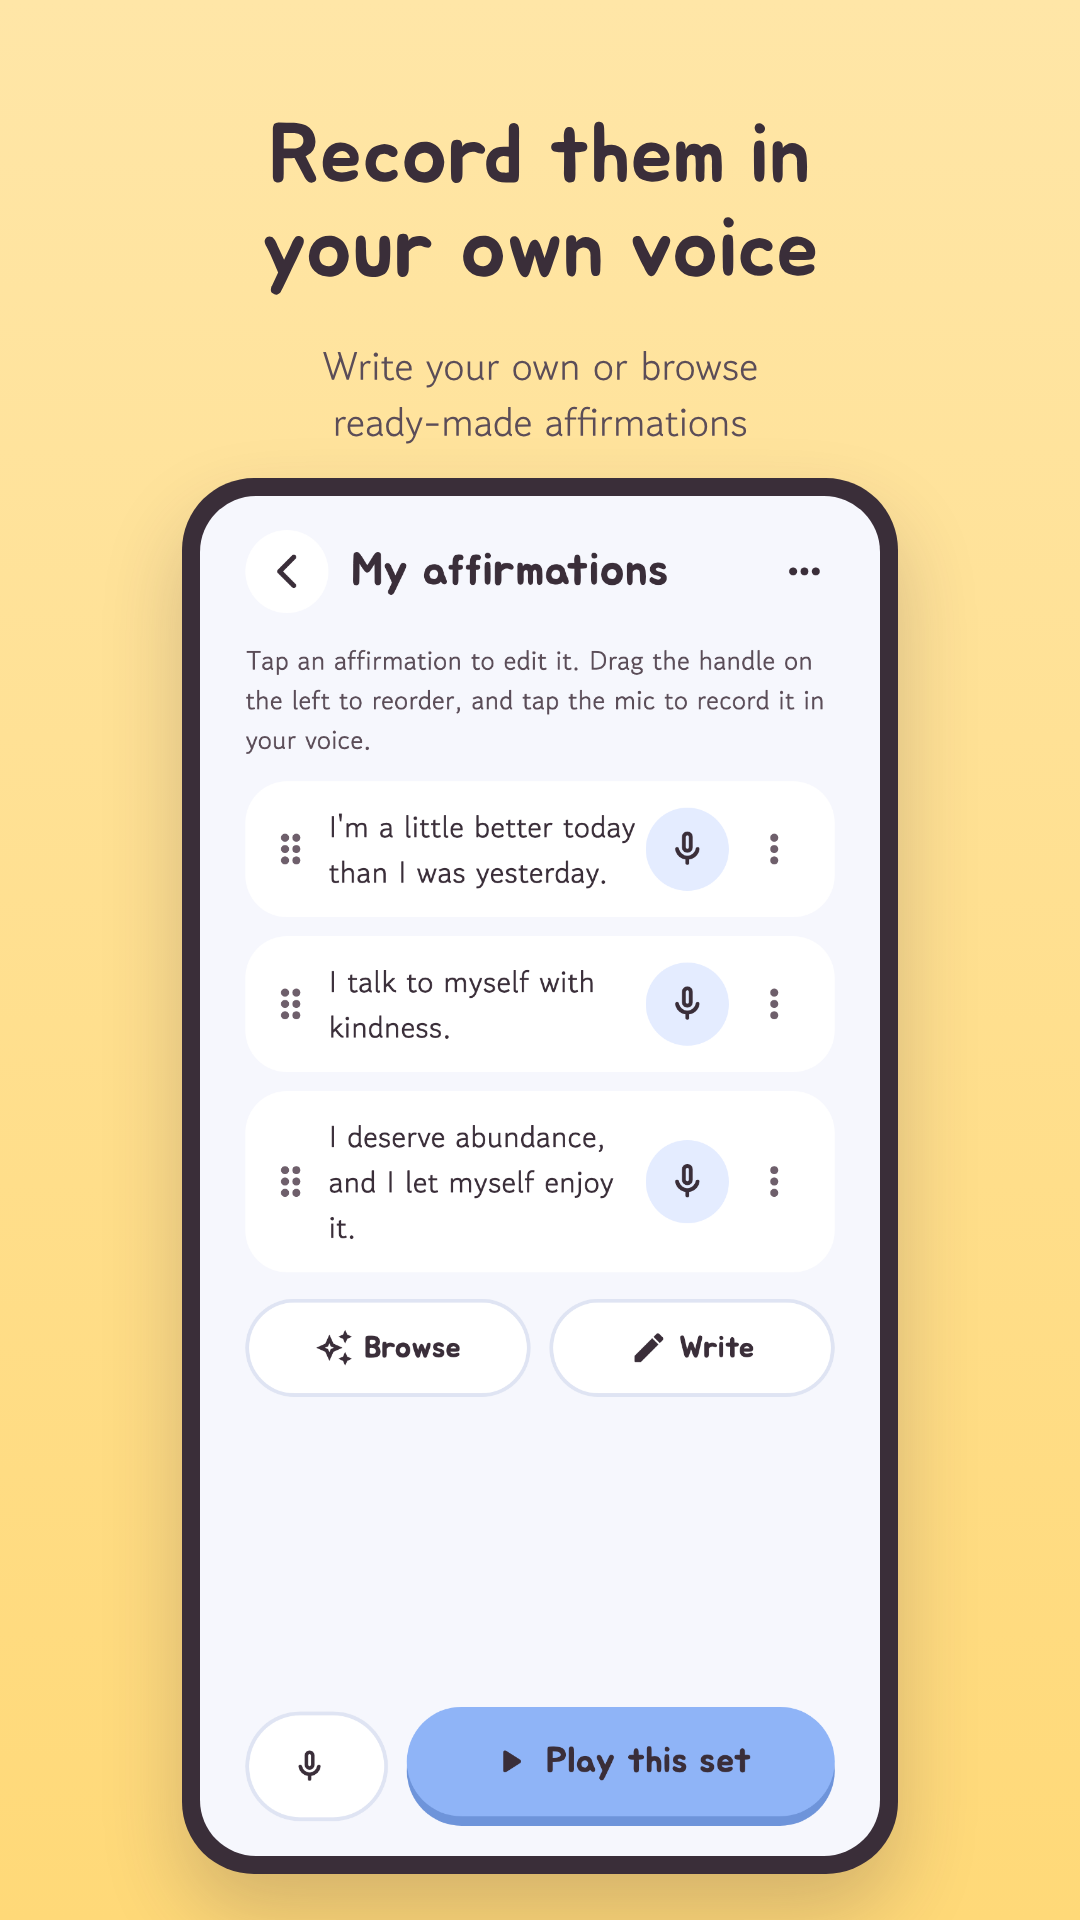 Record them in
your own voice
Write your own or browse
ready-made affirmations
My affirmations
Tap an affirmation to edit it. Drag the handle on
the left to reorder, and tap the mic to record it in
your voice.
I'm a little better today
than I was yesterday.
I talk to myself with
kindness.
I deserve abundance,
and I let myself enjoy
it.
Browse
Write
Play this set